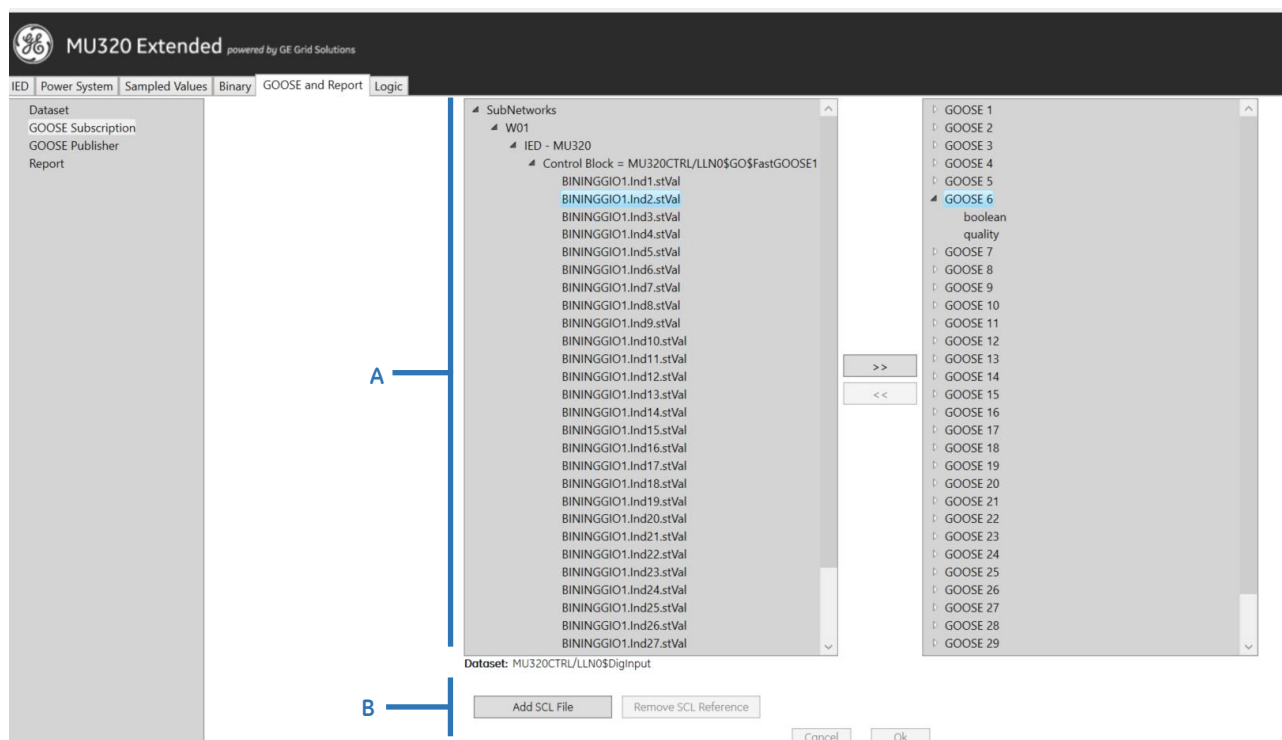 MU320 Extended powered by GE Grid Solutions
IED Power System Sampled Values Binary GOOSE and Report Logic
Dataset
GOOSE Subscription
GOOSE Publisher
Report
A
SubNetworks
W01
IED - MU320
Control Block = MU320CTRL/LLN0$GO$FastGOOSE1
BININGGIO1.Ind1.stVal
BININGGIO1.Ind2.stVal
BININGGIO1.Ind3.stVal
BININGGIO1.Ind4.stVal
BININGGIO1.Ind5.stVal
BININGGIO1.Ind6.stVal
BININGGIO1.Ind7.stVal
BININGGIO1.Ind8.stVal
BININGGIO1.Ind9.stVal
BININGGIO1.Ind10.stVal
BININGGIO1.Ind11.stVal
BININGGIO1.Ind12.stVal
BININGGIO1.Ind13.stVal
BININGGIO1.Ind14.stVal
BININGGIO1.Ind15.stVal
BININGGIO1.Ind16.stVal
BININGGIO1.Ind17.stVal
BININGGIO1.Ind18.stVal
BININGGIO1.Ind19.stVal
BININGGIO1.Ind20.stVal
BININGGIO1.Ind21.stVal
BININGGIO1.Ind22.stVal
BININGGIO1.Ind23.stVal
BININGGIO1.Ind24.stVal
BININGGIO1.Ind25.stVal
BININGGIO1.Ind26.stVal
BININGGIO1.Ind27.stVal
Dataset: MU320CTRL/LLN0$DigInput
>>
<<
GOOSE 1
GOOSE 2
GOOSE 3
GOOSE 4
GOOSE 5
GOOSE 6
boolean
quality
GOOSE 7
GOOSE 8
GOOSE 9
GOOSE 10
GOOSE 11
GOOSE 12
GOOSE 13
GOOSE 14
GOOSE 15
GOOSE 16
GOOSE 17
GOOSE 18
GOOSE 19
GOOSE 20
GOOSE 21
GOOSE 22
GOOSE 23
GOOSE 24
GOOSE 25
GOOSE 26
GOOSE 27
GOOSE 28
GOOSE 29
B
Add SCL File Remove SCL Reference
Cancel Ok